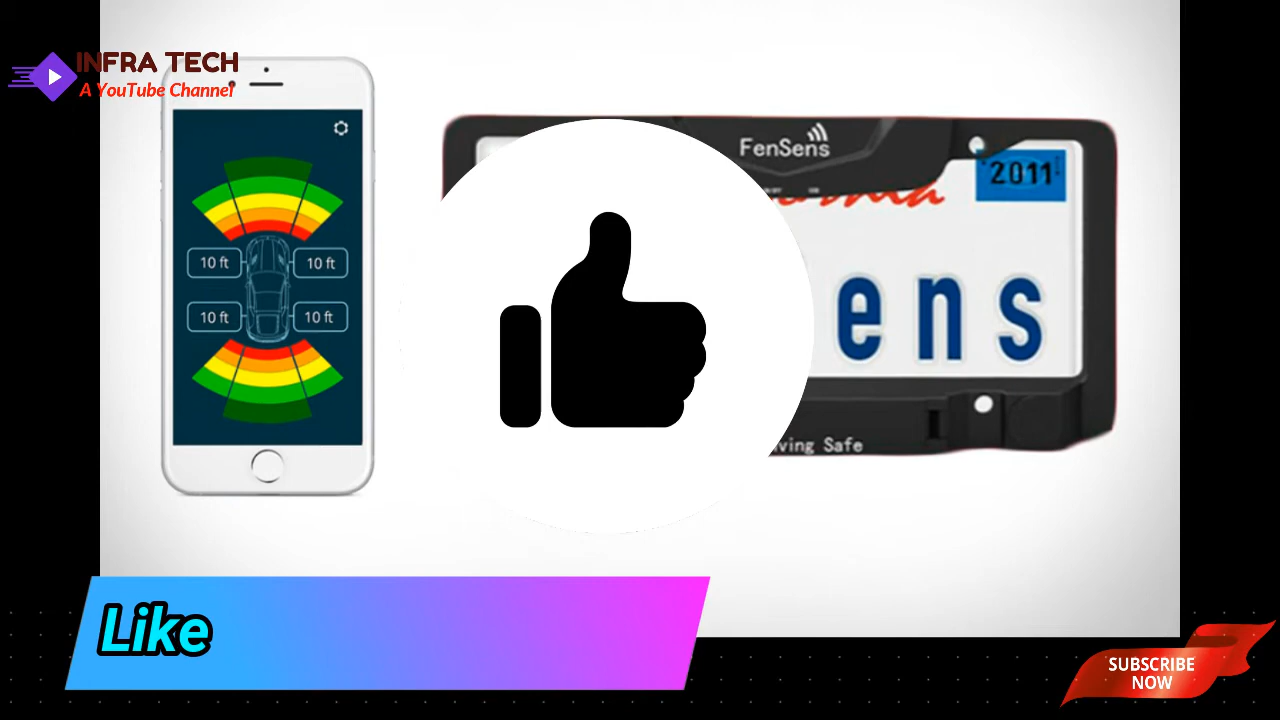 INFRA TECH
A YouTube Channel
10 ft
10 ft
10 ft
10 ft
FenSens
2011
ens
ving Safe
Like
SUBSCRIBE
NOW